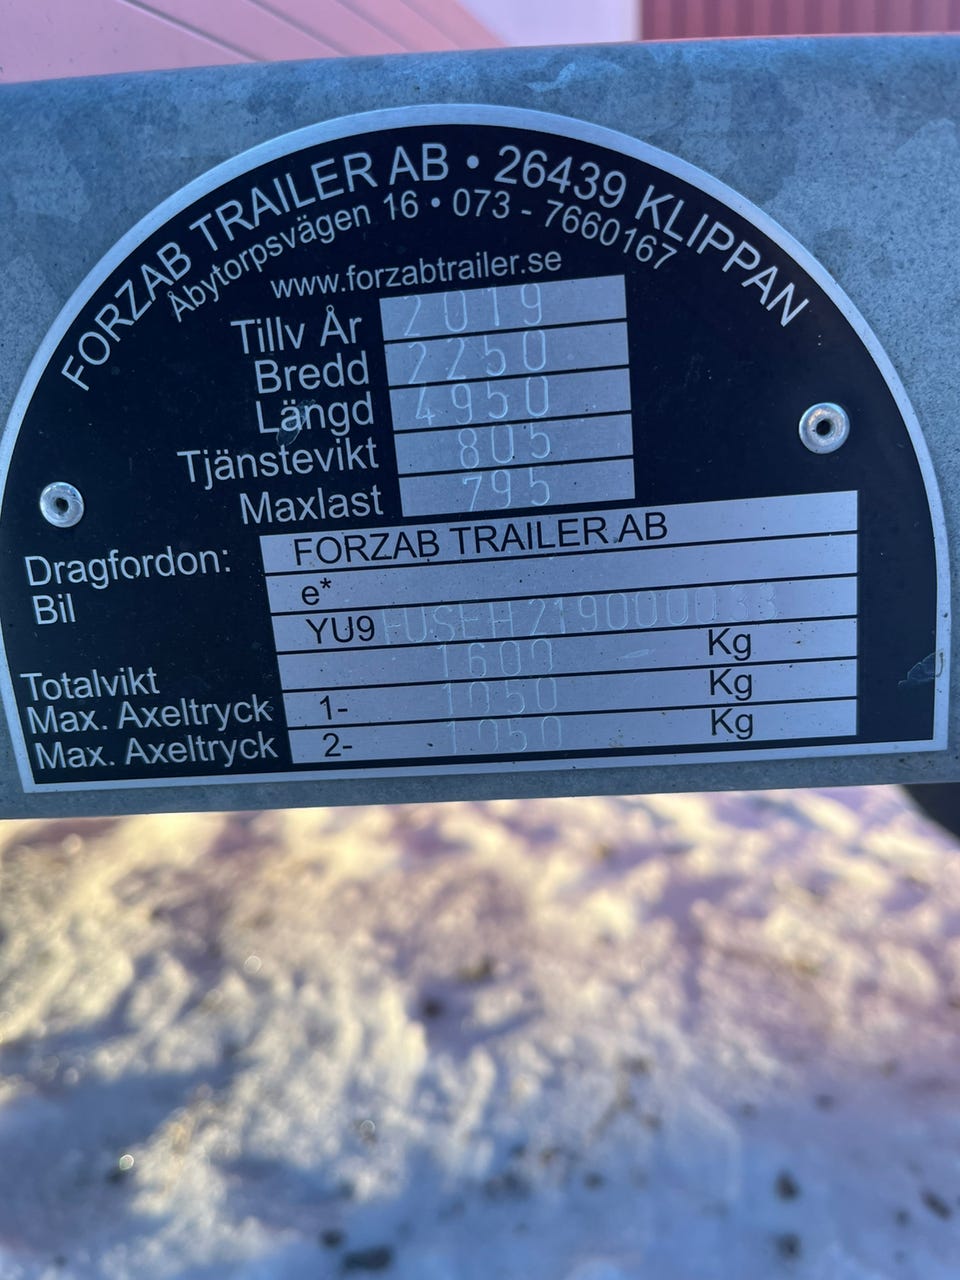 FORZAB TRAILER AB • 26439 KLIPPAN
Åbytorpsvägen 16 • 073 - 7660167
www.forzabtrailer.se
Tillv År 2019
Bredd 2250
Längd 4950
Tjänstevikt 805
Maxlast 795
Dragfordon: FORZAB TRAILER AB
Bil e*
YU9FUSEH219000033
Totalvikt 1600 Kg
Max. Axeltryck 1- 1050 Kg
Max. Axeltryck 2- 1050 Kg